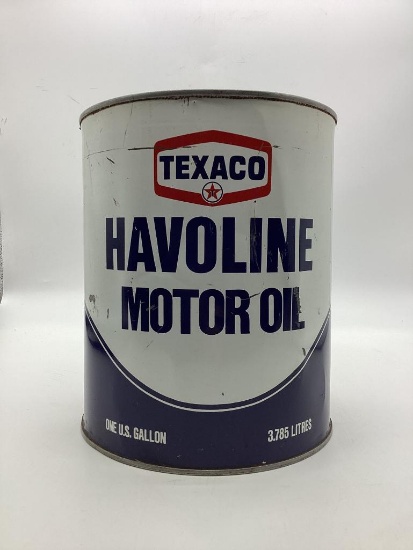 TEXACO
T
HAVOLINE
MOTOR OIL
ONE U.S. GALLON 3.785 LITRES